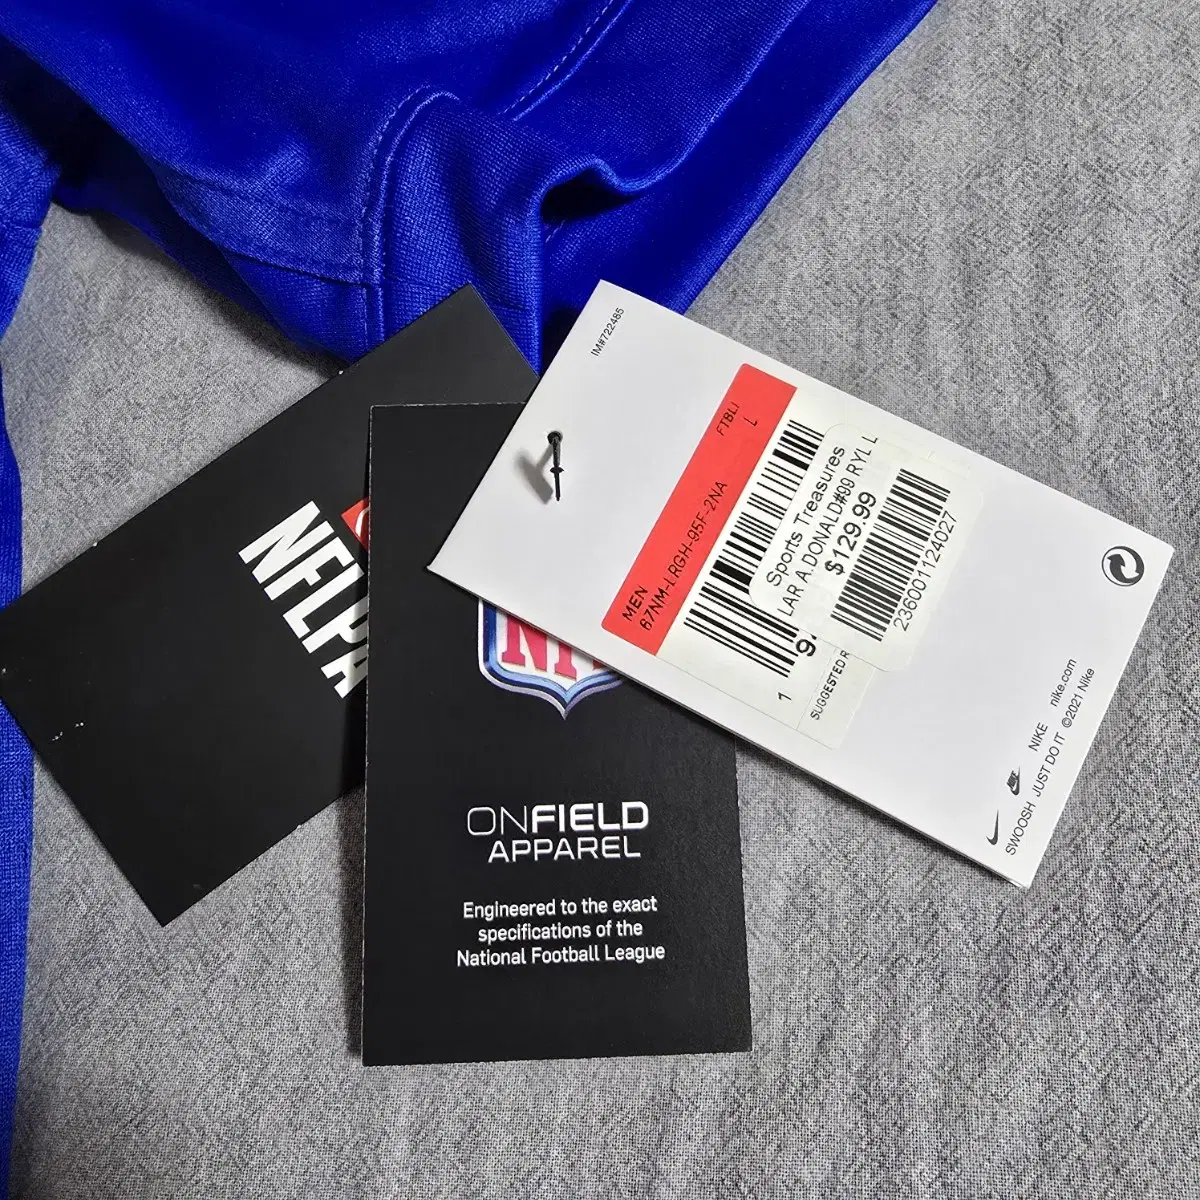 NFLPA
NFL
ONFIELD
APPAREL
Engineered to the exact
specifications of the
National Football League
IM#722485
MEN
67NM-LRGH-95F-2NA
FTBLL
L
Sports Treasures
LAR A.DONALD#99 RYL L
$129.99
236001124027
1
9
SUGGESTED R
NIKE nike.com
SWOOSH JUST DO IT ©2021 Nike